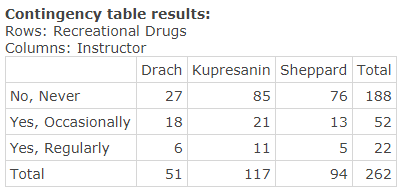 Contingency table results:
Rows: Recreational Drugs
Columns: Instructor
Drach Kupresanin Sheppard Total
No, Never 27 85 76 188
Yes, Occasionally 18 21 13 52
Yes, Regularly 6 11 5 22
Total 51 117 94 262